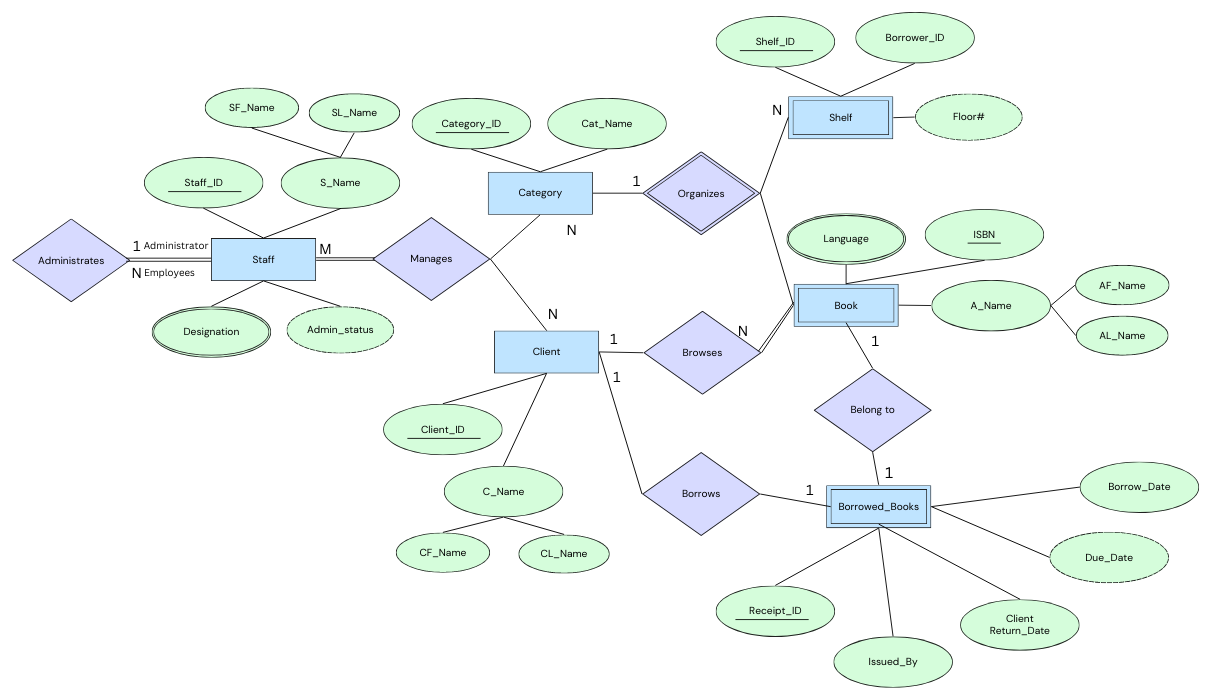 Shelf_ID
Borrower_ID
SF_Name
SL_Name
Category_ID
Cat_Name
N
Shelf
Floor#
Staff_ID
S_Name
Category
1
Organizes
N
Language
ISBN
Administrates
1 Administrator
N Employees
Staff
M
Manages
AF_Name
Book
A_Name
AL_Name
Designation
Admin_status
N
Client
1
1
Browses
N
1
Belong to
Client_ID
C_Name
CF_Name
CL_Name
Borrows
1
1
Borrowed_Books
Borrow_Date
Due_Date
Receipt_ID
Client
Return_Date
Issued_By